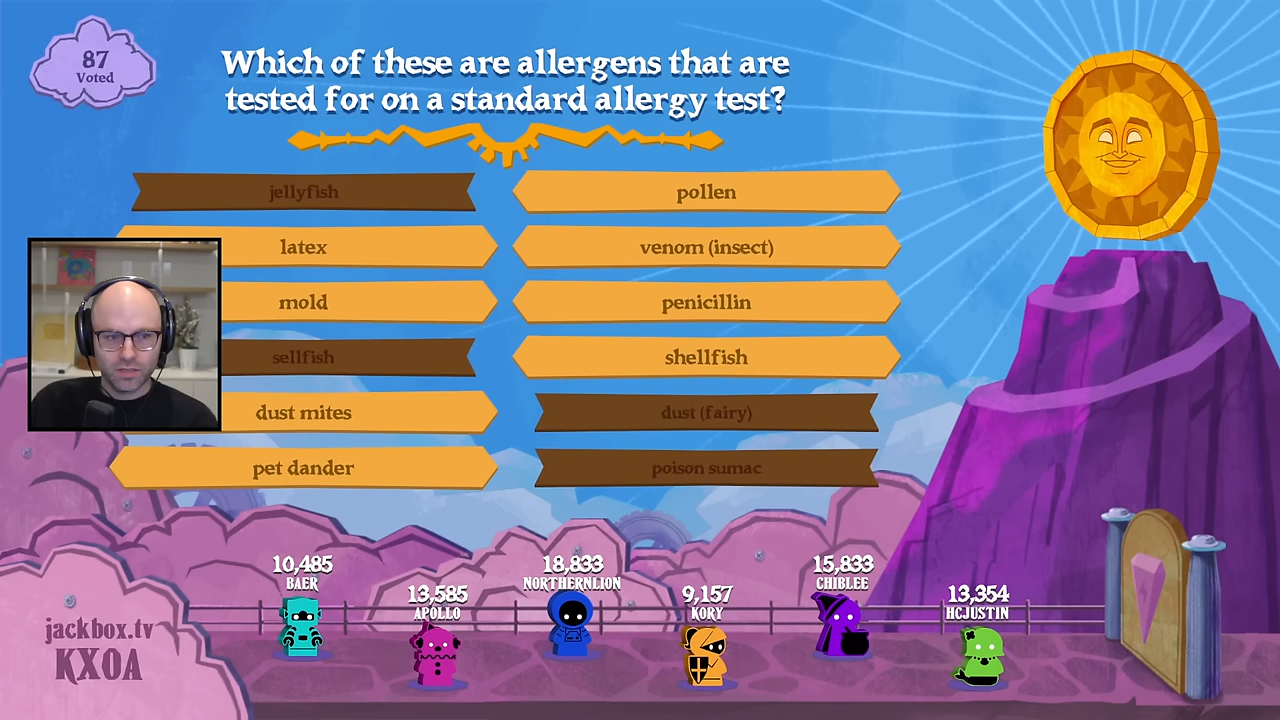 87
Voted
Which of these are allergens that are
tested for on a standard allergy test?
jellyfish
pollen
latex
venom (insect)
mold
penicillin
sellfish
shellfish
dust mites
dust (fairy)
pet dander
poison sumac
10,485
BAER
13,585
APOLLO
18,833
NORTHERNLION
9,157
KORY
15,833
CHIBLEE
13,354
HCJUSTIN
jackbox.tv
KXOA